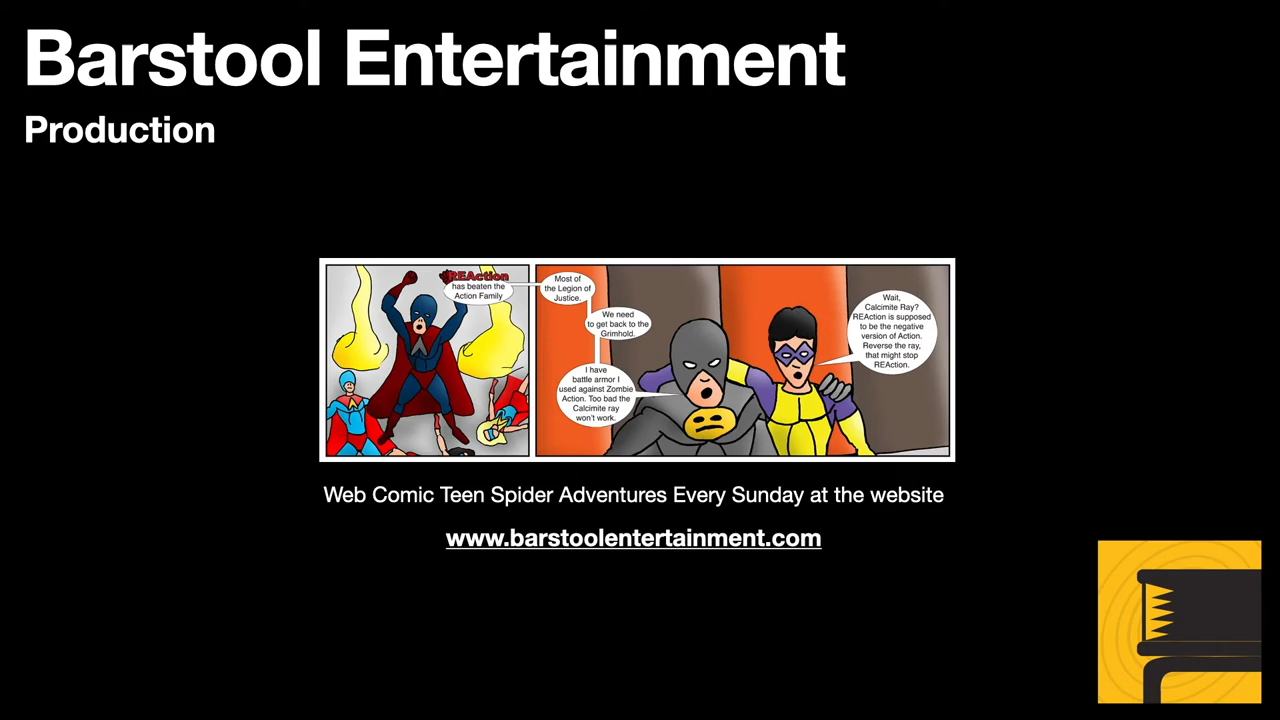 Barstool Entertainment
Production
REAction
has beaten the
Action Family
Most of
the Legion of
Justice.
We need
to get back to the
Grimhold.
I have
battle armor I
used against Zombie
Action. Too bad the
Calcimite ray
won't work.
Wait,
Calcimite Ray?
REAction is supposed
to be the negative
version of Action.
Reverse the ray,
that might stop
REAction.
Web Comic Teen Spider Adventures Every Sunday at the website
www.barstoolentertainment.com